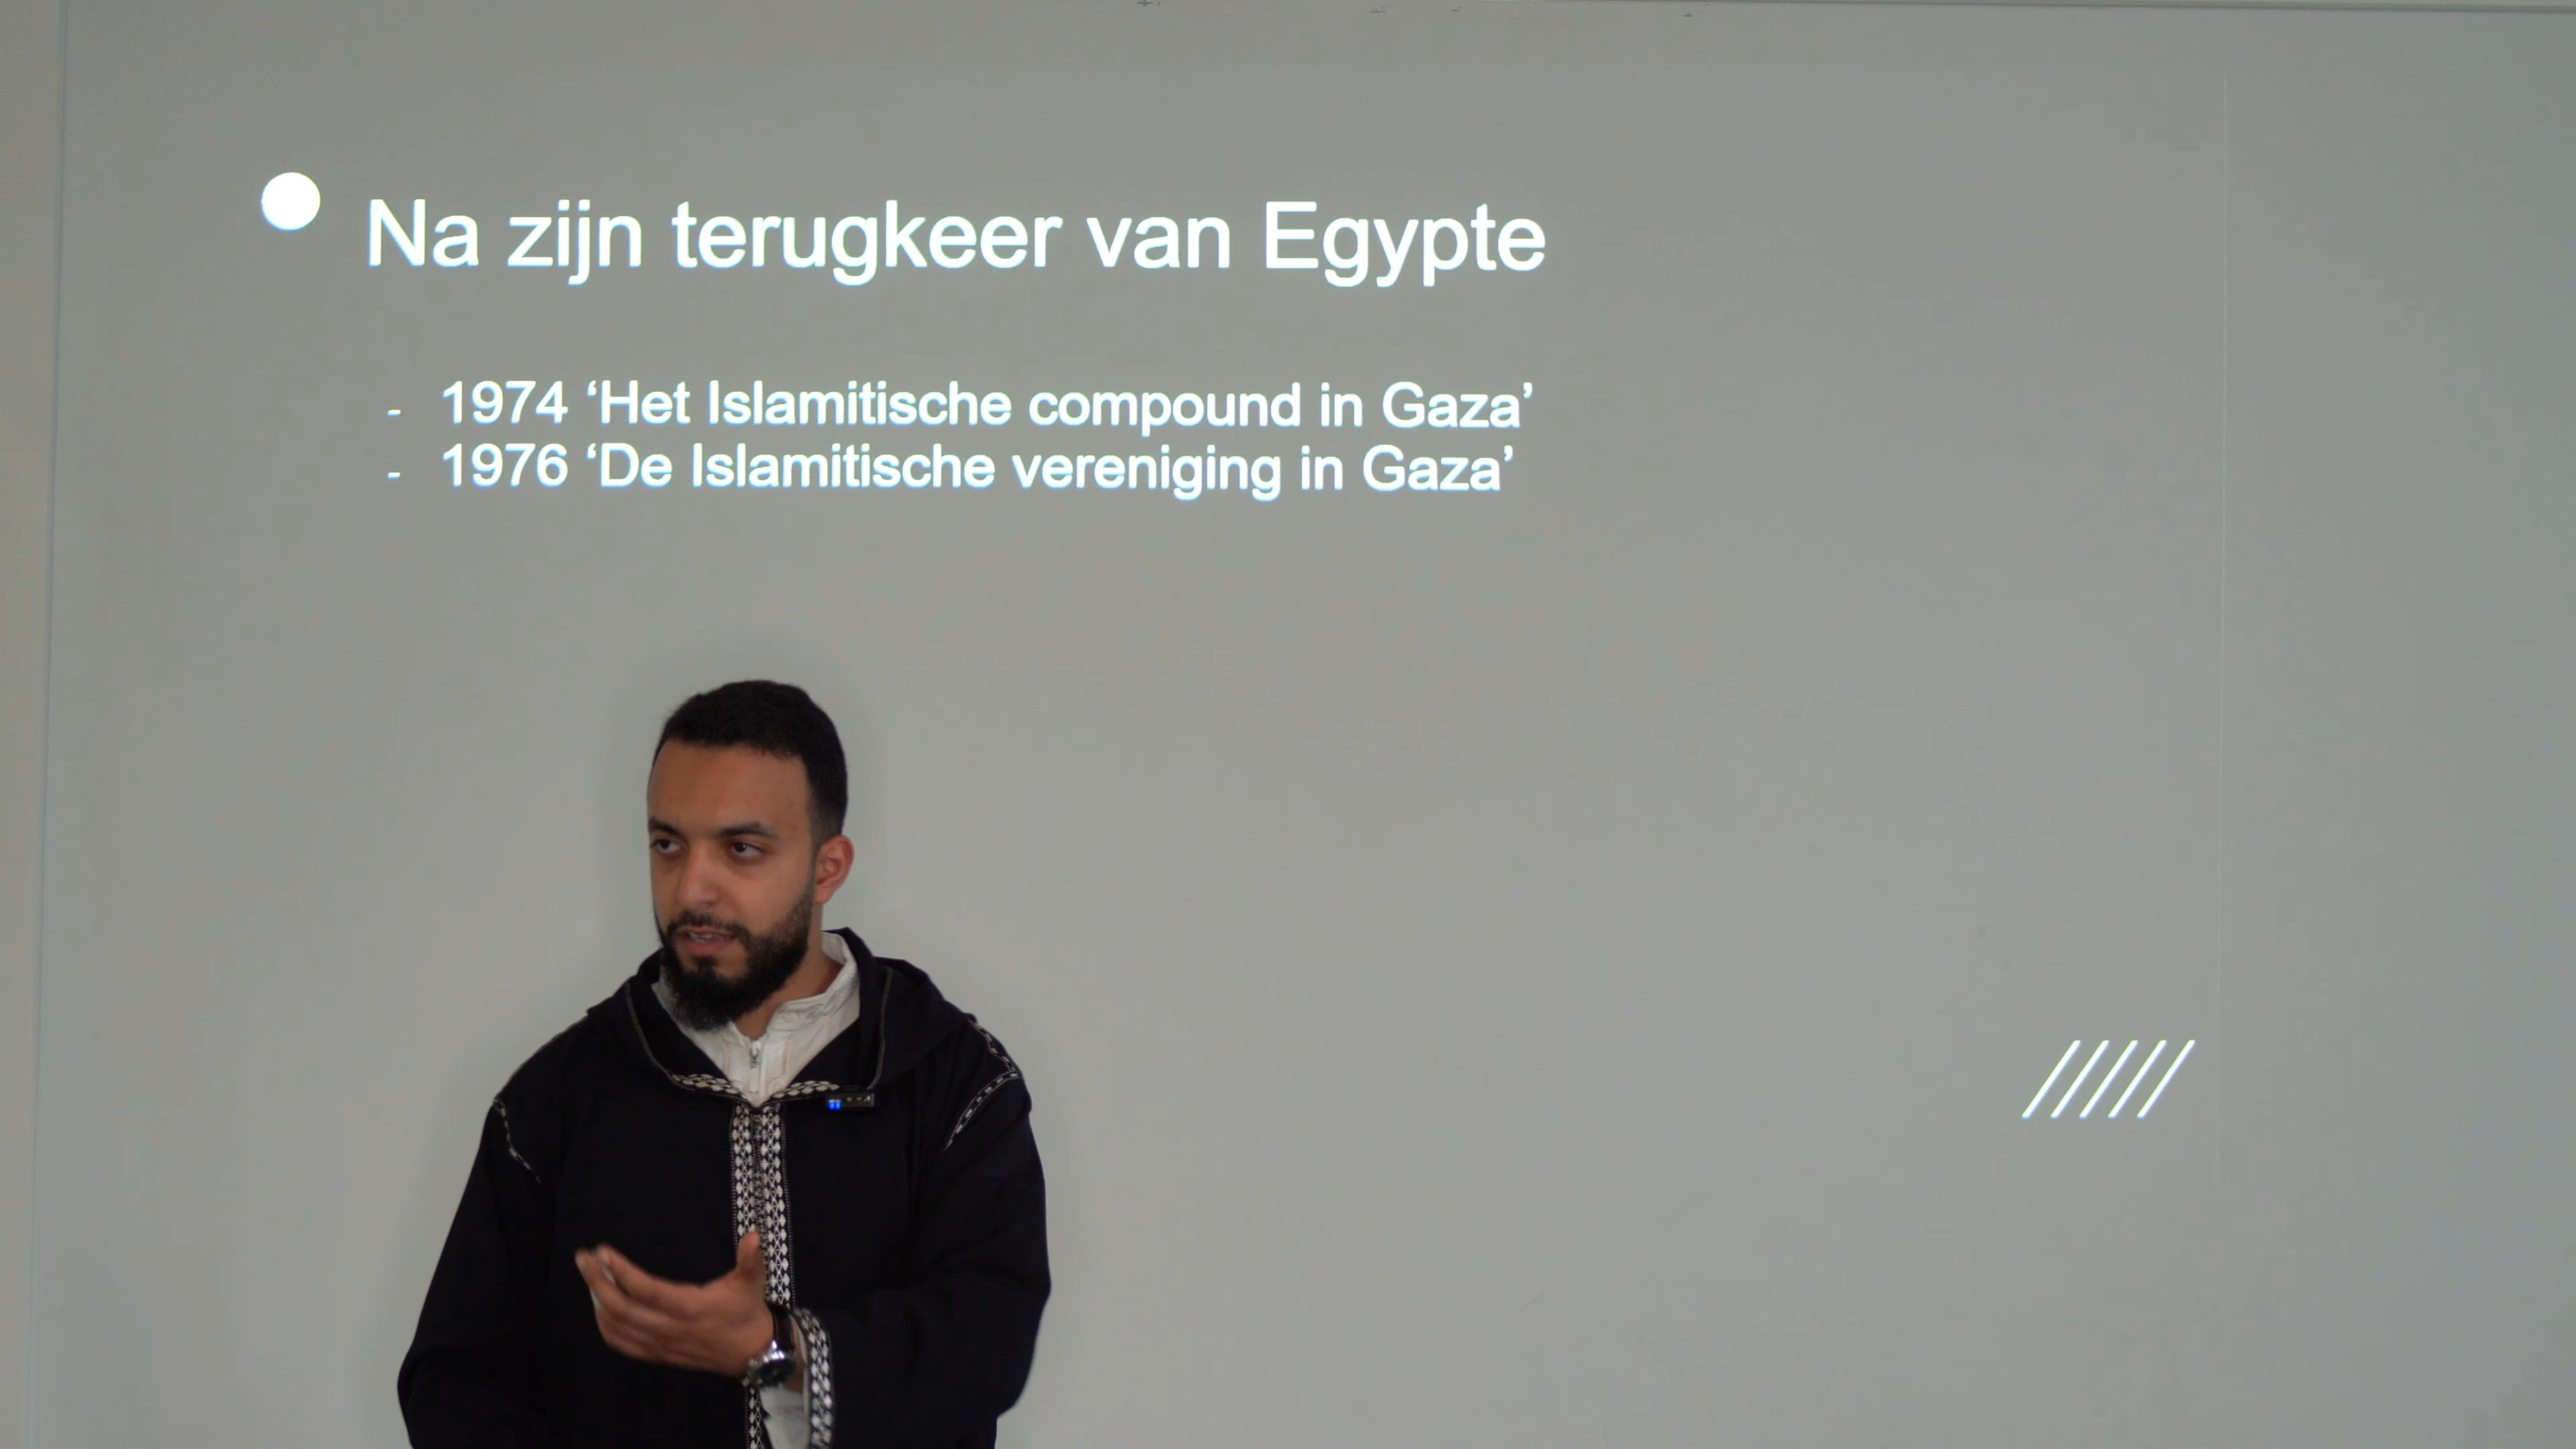 Na zijn terugkeer van Egypte
- 1974 ‘Het Islamitische compound in Gaza’
- 1976 ‘De Islamitische vereniging in Gaza’